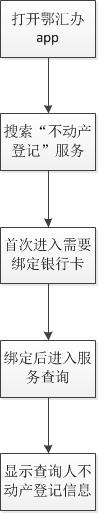 打开鄂汇办
app
搜索“不动产
登记”服务
首次进入需要
绑定银行卡
绑定后进入服
务查询
显示查询人不
动产登记信息